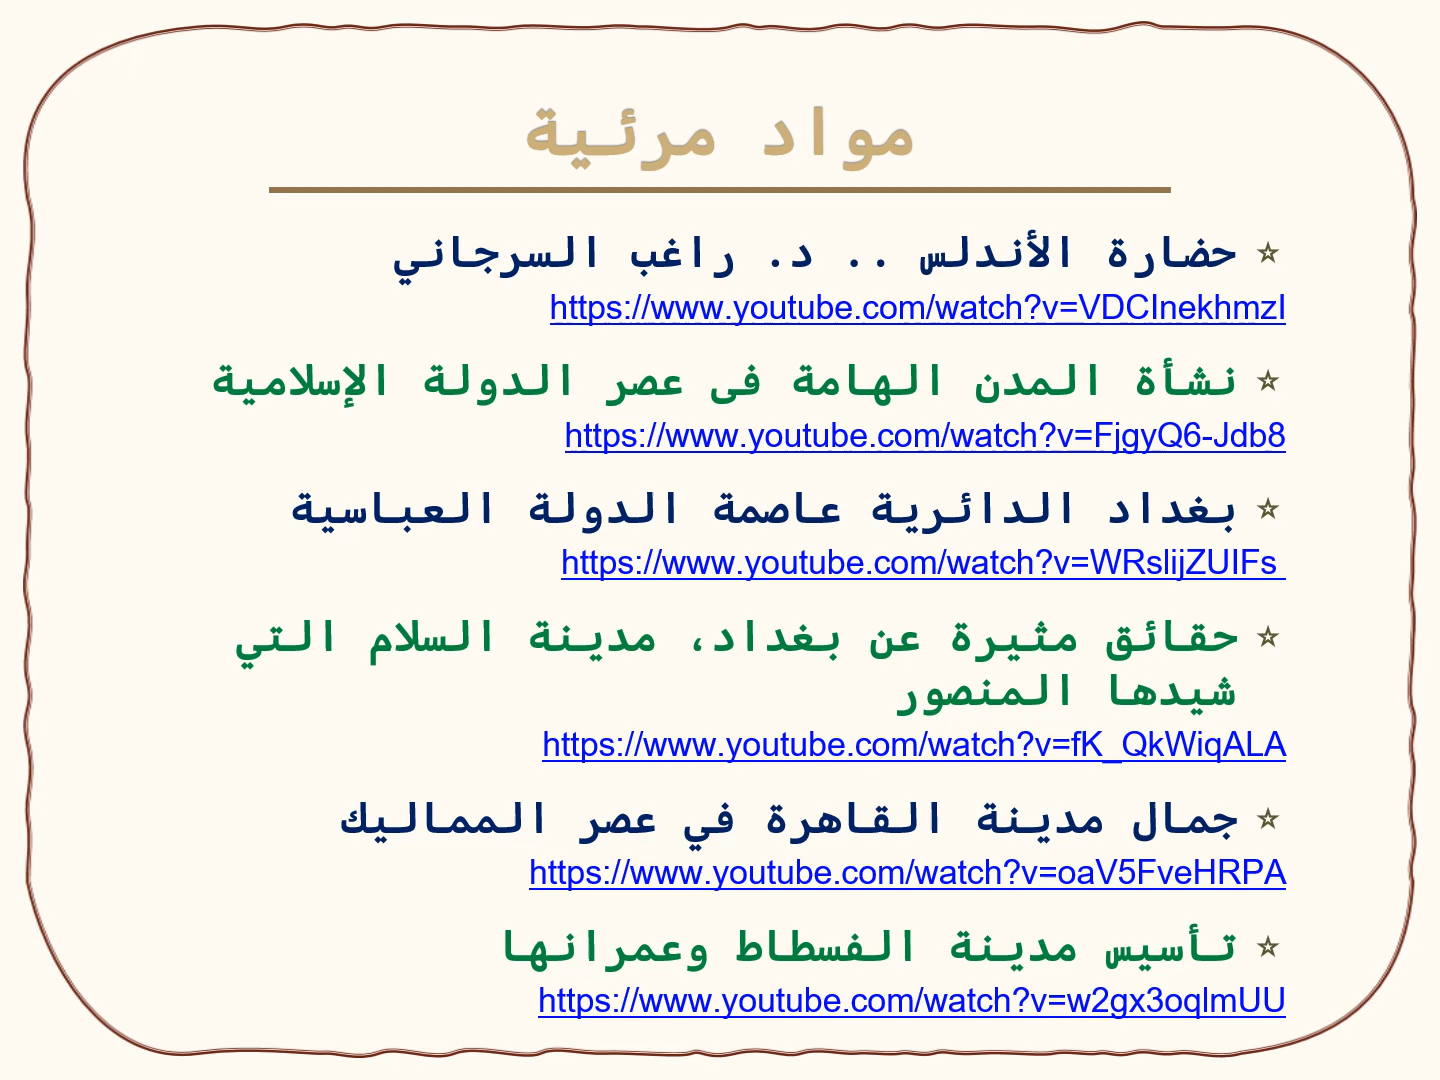 مواد مرئية
☆ حضارة الأندلس .. د. راغب السرجاني
https://www.youtube.com/watch?v=VDCInekhmzI
☆ نشأة المدن الهامة فى عصر الدولة الإسلامية
https://www.youtube.com/watch?v=FjgyQ6-Jdb8
☆ بغداد الدائرية عاصمة الدولة العباسية
https://www.youtube.com/watch?v=WRslijZUIFs
☆ حقائق مثيرة عن بغداد، مدينة السلام التي
شيدها المنصور
https://www.youtube.com/watch?v=fK_QkWiqALA
☆ جمال مدينة القاهرة في عصر المماليك
https://www.youtube.com/watch?v=oaV5FveHRPA
☆ تأسيس مدينة الفسطاط وعمرانها
https://www.youtube.com/watch?v=w2gx3oqlmUU